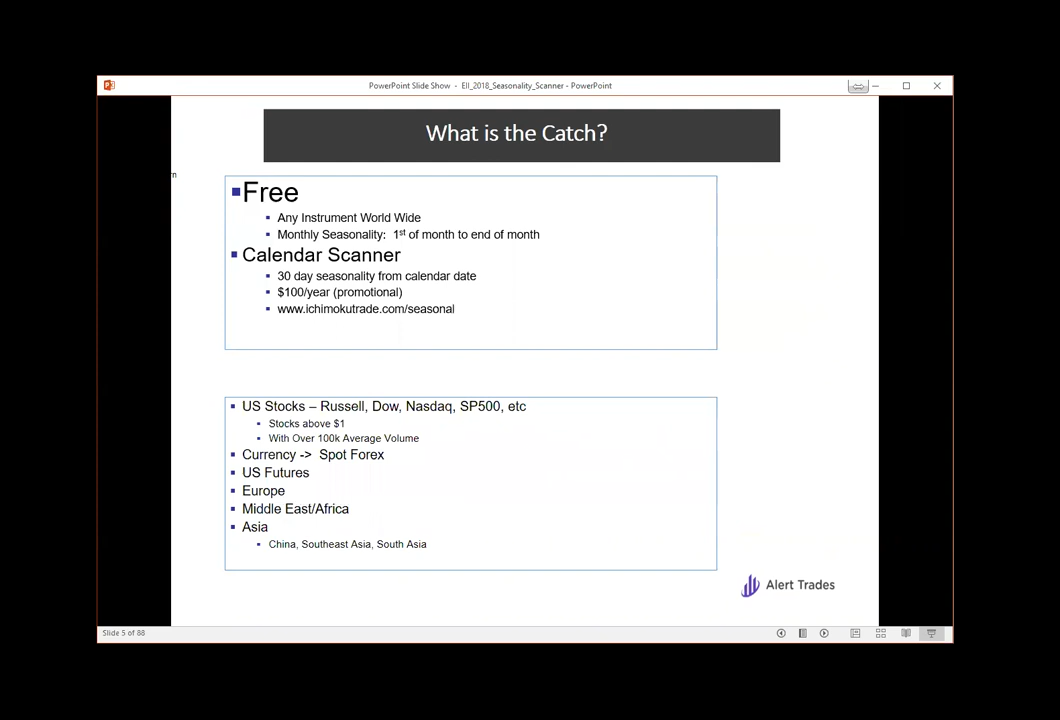 PowerPoint Slide Show - EII_2018_Seasonality_Scanner - PowerPoint
What is the Catch?
rn
▪Free
▪ Any Instrument World Wide
▪ Monthly Seasonality: 1st of month to end of month
▪ Calendar Scanner
▪ 30 day seasonality from calendar date
▪ $100/year (promotional)
▪ www.ichimokutrade.com/seasonal
▪ US Stocks – Russell, Dow, Nasdaq, SP500, etc
▪ Stocks above $1
▪ With Over 100k Average Volume
▪ Currency -> Spot Forex
▪ US Futures
▪ Europe
▪ Middle East/Africa
▪ Asia
▪ China, Southeast Asia, South Asia
Alert Trades
Slide 5 of 88